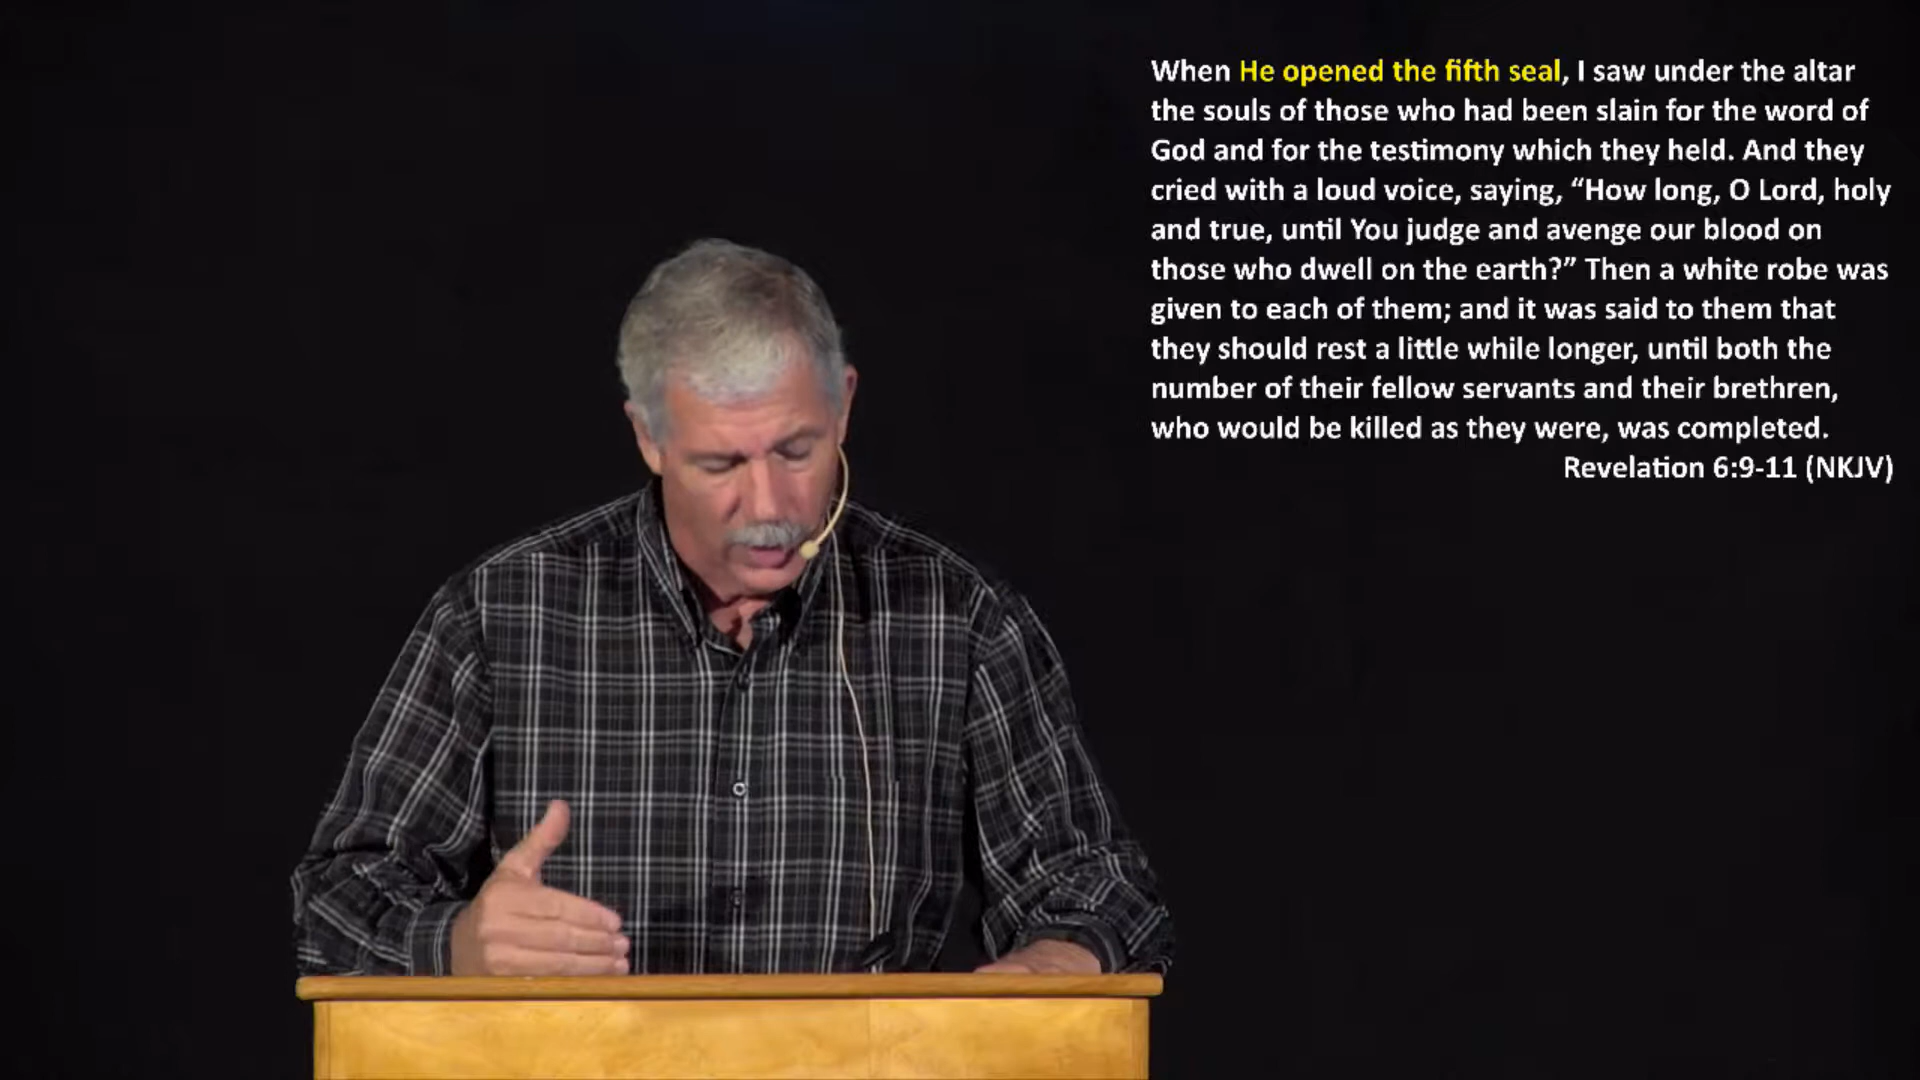 When He opened the fifth seal, I saw under the altar
the souls of those who had been slain for the word of
God and for the testimony which they held. And they
cried with a loud voice, saying, “How long, O Lord, holy
and true, until You judge and avenge our blood on
those who dwell on the earth?” Then a white robe was
given to each of them; and it was said to them that
they should rest a little while longer, until both the
number of their fellow servants and their brethren,
who would be killed as they were, was completed.
Revelation 6:9-11 (NKJV)